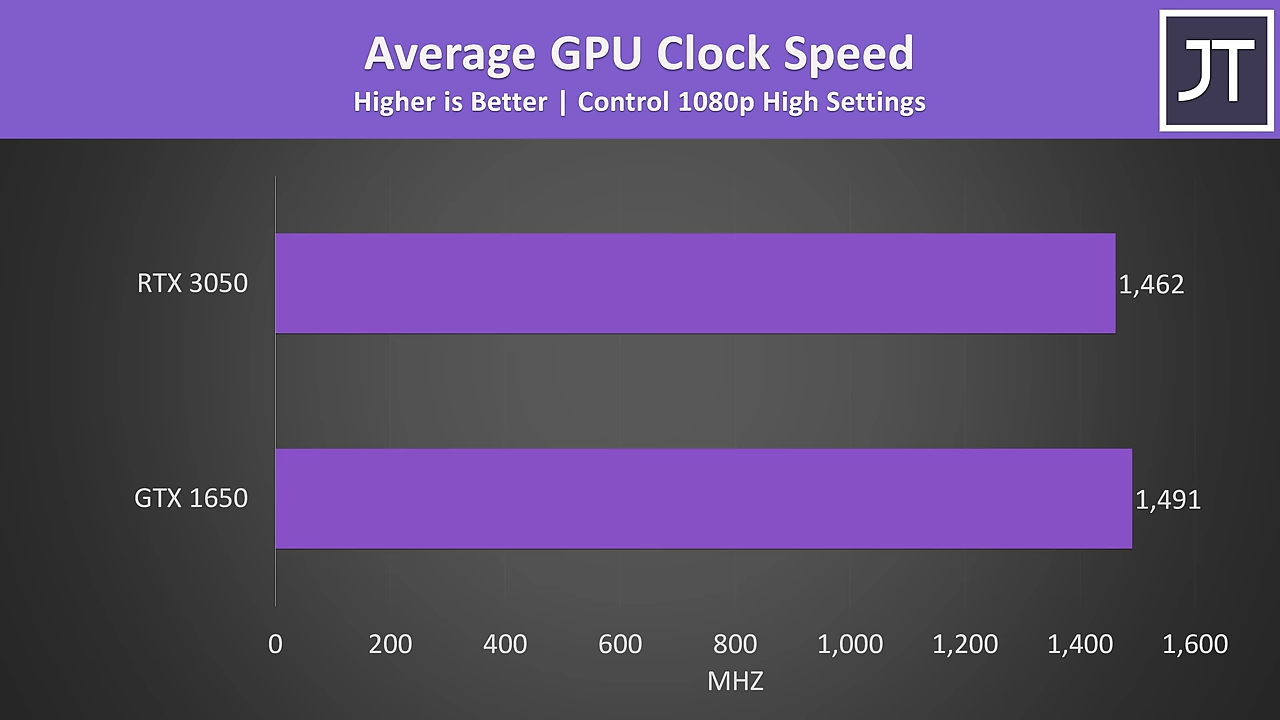 Average GPU Clock Speed
Higher is Better | Control 1080p High Settings
JT
RTX 3050
1,462
GTX 1650
1,491
0 200 400 600 800 1,000 1,200 1,400 1,600
MHZ